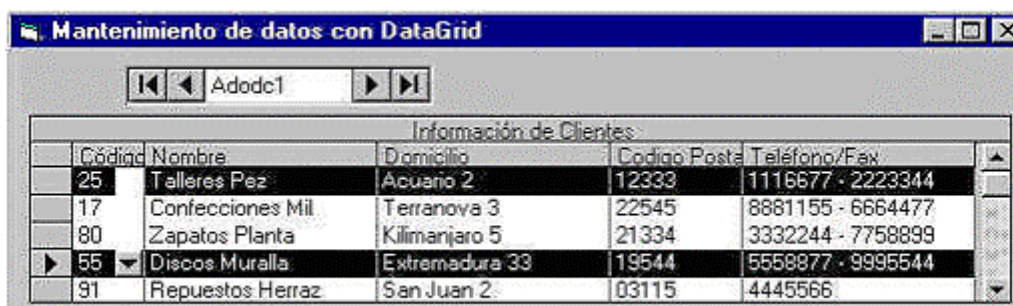 Mantenimiento de datos con DataGrid
Adodc1
Información de Clientes
Código Nombre Domicilio Codigo Posta Teléfono/Fax
25 Talleres Pez Acuario 2 12333 1116677 - 2223344
17 Confecciones Mil Terranova 3 22545 8881155 - 6664477
80 Zapatos Planta Kilimanjaro 5 21334 3332244 - 7758899
55 Discos Muralla Extremadura 33 19544 5558877 - 9995544
91 Repuestos Herraz San Juan 2 03115 4445566